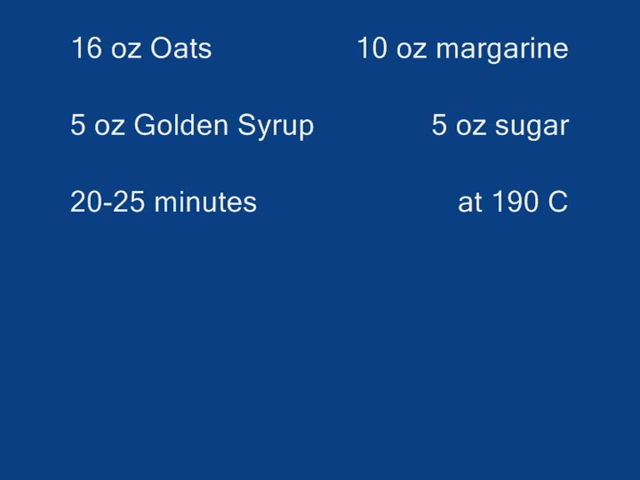 16 oz Oats 10 oz margarine
5 oz Golden Syrup 5 oz sugar
20-25 minutes at 190 C